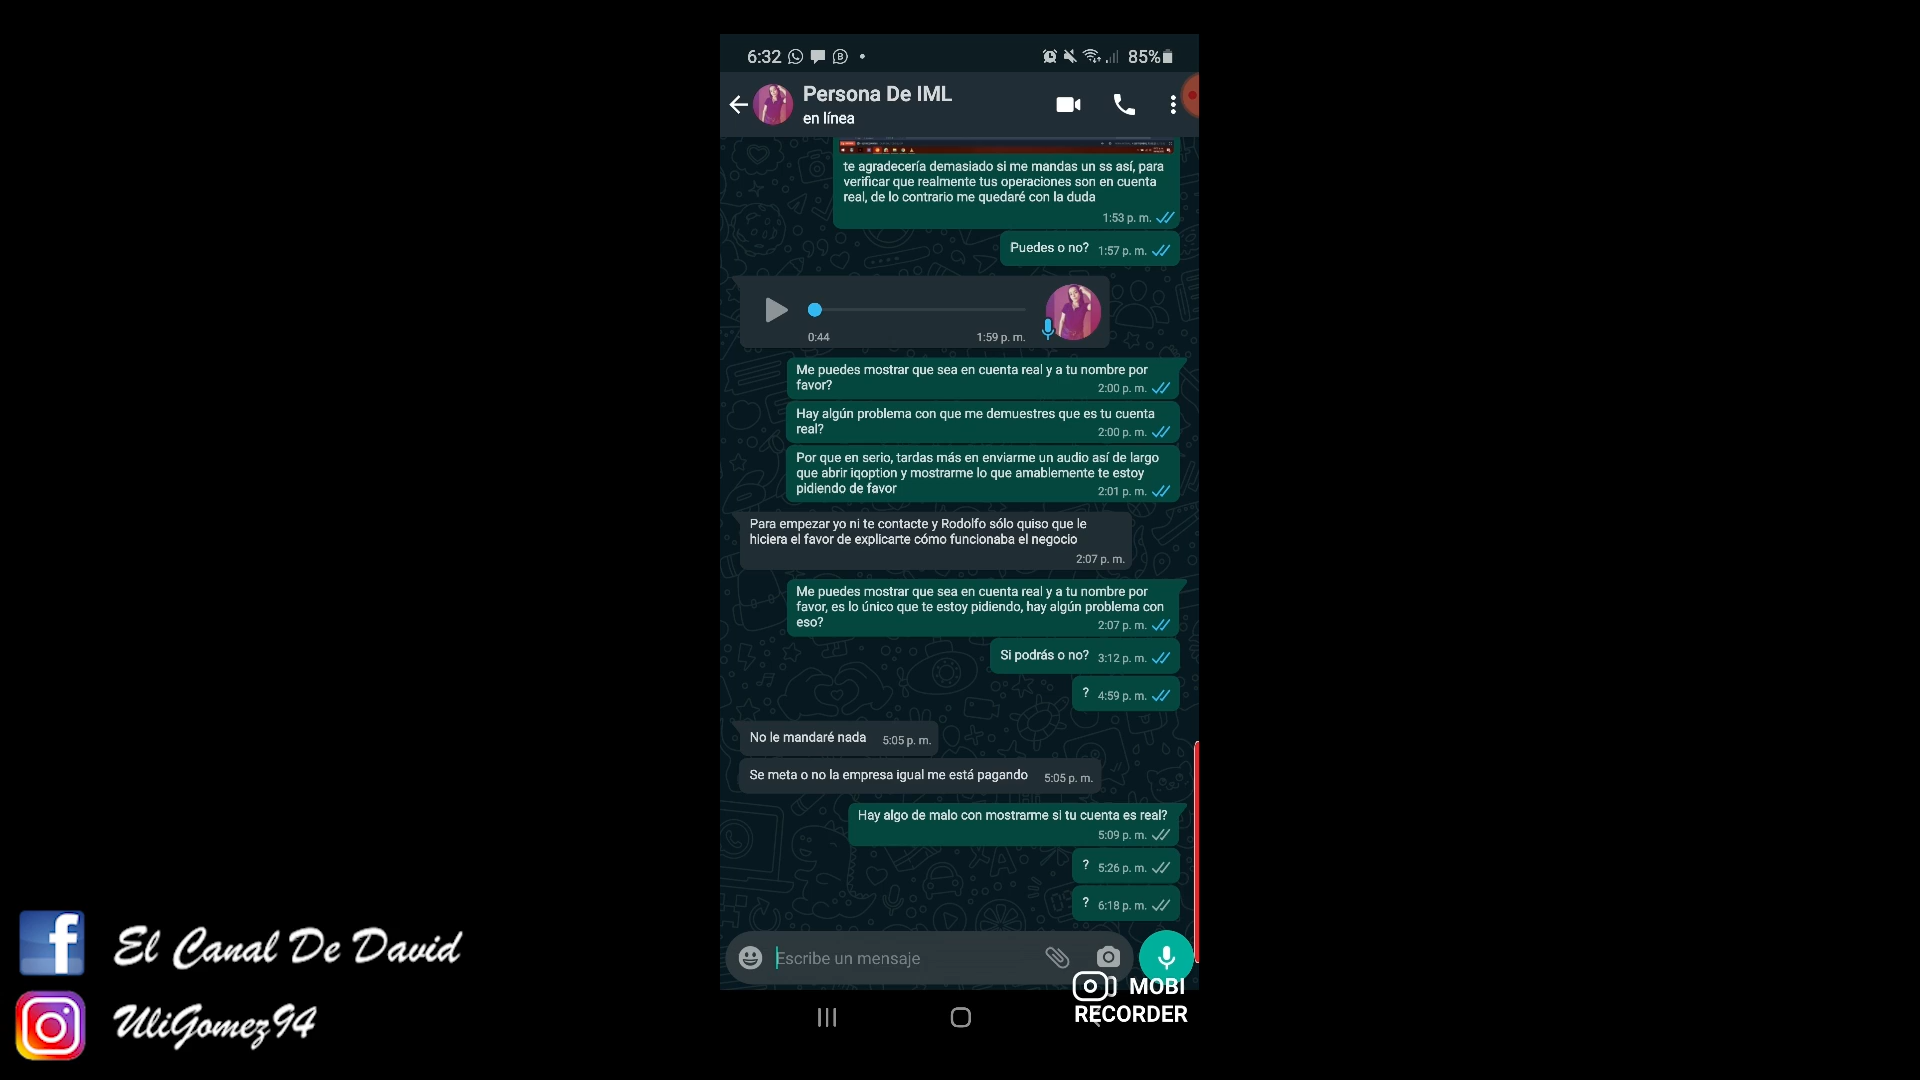 6:32
85%
Persona De IML
en línea
te agradecería demasiado si me mandas un ss así, para
verificar que realmente tus operaciones son en cuenta
real, de lo contrario me quedaré con la duda
1:53 p. m.
Puedes o no? 1:57 p. m.
0:44 1:59 p. m.
Me puedes mostrar que sea en cuenta real y a tu nombre por
favor? 2:00 p. m.
Hay algún problema con que me demuestres que es tu cuenta
real? 2:00 p. m.
Por que en serio, tardas más en enviarme un audio así de largo
que abrir iqoption y mostrarme lo que amablemente te estoy
pidiendo de favor 2:01 p. m.
Para empezar yo ni te contacte y Rodolfo sólo quiso que le
hiciera el favor de explicarte cómo funcionaba el negocio
2:07 p. m.
Me puedes mostrar que sea en cuenta real y a tu nombre por
favor, es lo único que te estoy pidiendo, hay algún problema con
eso? 2:07 p. m.
Si podrás o no? 3:12 p. m.
? 4:59 p. m.
No le mandaré nada 5:05 p. m.
Se meta o no la empresa igual me está pagando 5:05 p. m.
Hay algo de malo con mostrarme si tu cuenta es real?
5:09 p. m.
? 5:26 p. m.
? 6:18 p. m.
Escribe un mensaje
MOBI
RECORDER
El Canal De David
UliGomez94